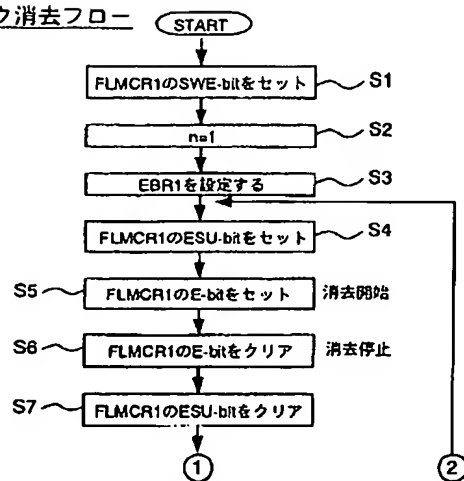 ク消去フロー
START
FLMCR1のSWE-bitをセット
S1
n=1
S2
EBR1を設定する
S3
FLMCR1のESU-bitをセット
S4
S5
FLMCR1のE-bitをセット
消去開始
S6
FLMCR1のE-bitをクリア
消去停止
S7
FLMCR1のESU-bitをクリア
1
2